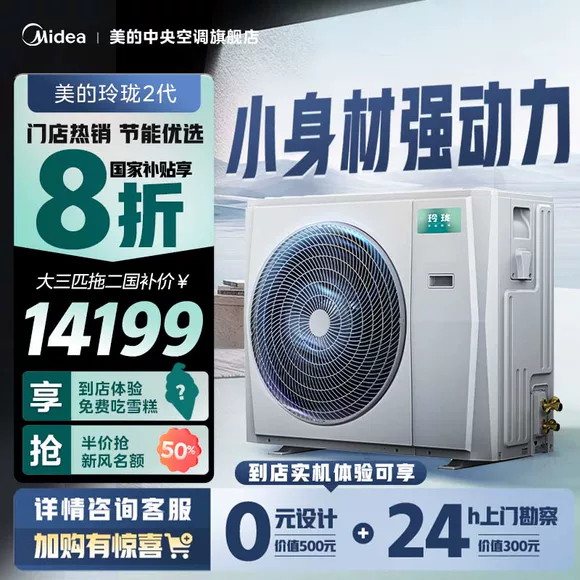 Midea | 美的中央空调旗舰店
美的玲珑2代
门店热销 节能优选
8折
国家补贴享
大三匹拖二国补价¥
14199
享
到店体验
免费吃雪糕
?
抢
半价抢
新风名额
50%
小身材强动力
玲珑
到店实机体验可享
详情咨询客服
加购有惊喜
0元设计
价值500元
+
24h上门勘察
价值300元